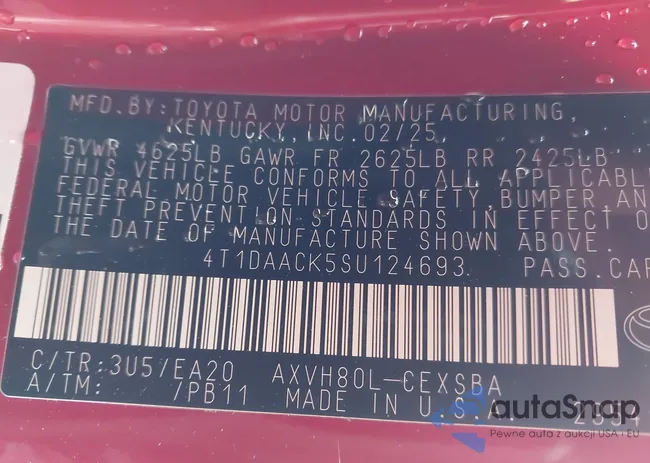 MFD.BY:TOYOTA MOTOR MANUFACTURING,
KENTUCKY,INC.02/25.
GVWR 4625LB GAWR FR 2625LB RR 2425LB
THIS VEHICLE CONFORMS TO ALL APPLICABL
FEDERAL MOTOR VEHICLE SAFETY,BUMPER,AN
THEFT PREVENTION STANDARDS IN EFFECT O
THE DATE OF MANUFACTURE SHOWN ABOVE.
4T1DAACK5SU124693. PASS.CAR
C/TR:3U5/EA20 AXVH80L-CEXSBA
A/TM: /PB11 MADE IN U.S.A.
autaSnap
Pewne auta z aukcji USA i EU